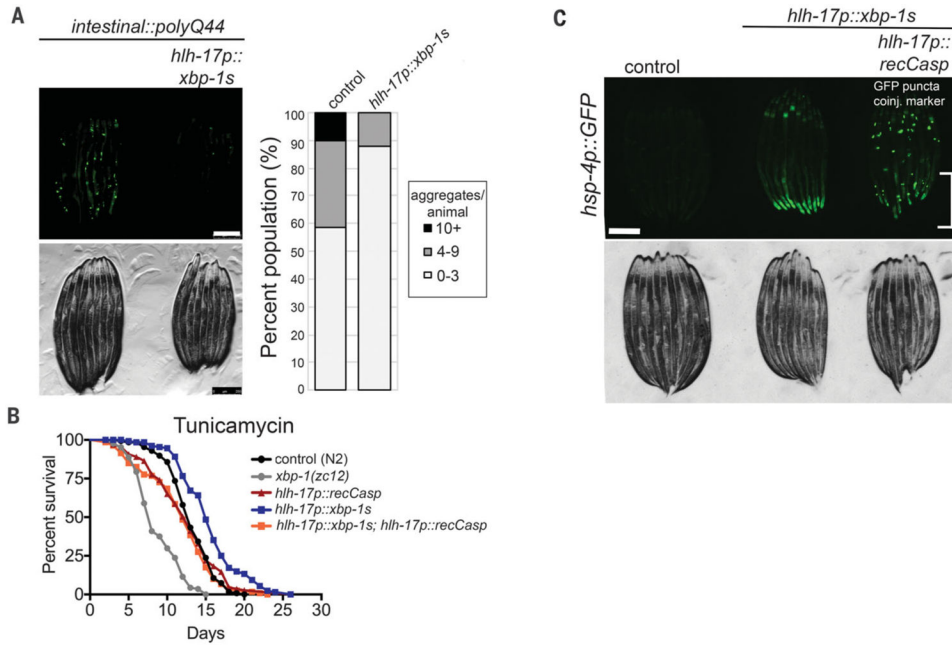 A
intestinal::polyQ44
hlh-17p::
xbp-1s
control
hlh-17p::xbp-1s
Percent population (%)
100
90
80
70
60
50
40
30
20
10
0
aggregates/
animal
10+
4-9
0-3
B
Tunicamycin
Percent survival
100
75
50
25
0
0 5 10 15 20 25 30
Days
control (N2)
xbp-1(zc12)
hlh-17p::recCasp
hlh-17p::xbp-1s
hlh-17p::xbp-1s; hlh-17p::recCasp
C
hlh-17p::xbp-1s
hlh-17p::
control
recCasp
GFP puncta
coinj. marker
hsp-4p::GFP